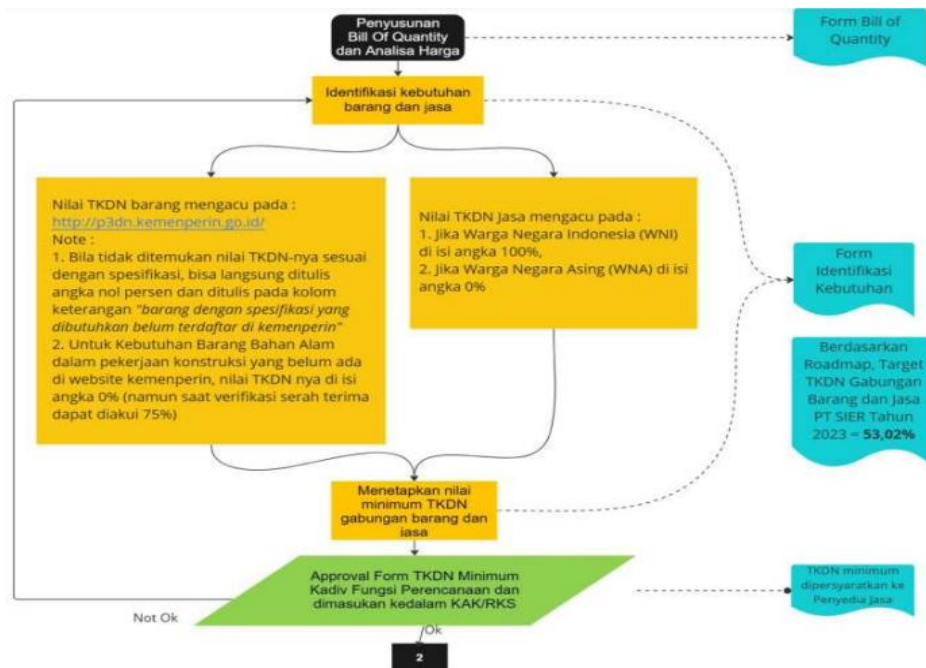 Penyusunan
Bill Of Quantity
dan Analisa Harga
Form Bill of
Quantity
Identifikasi kebutuhan
barang dan jasa
Nilai TKDN barang mengacu pada :
http://p3dn.kemenperin.go.id/
Note :
1. Bila tidak ditemukan nilai TKDN-nya sesuai
dengan spesifikasi, bisa langsung ditulis
angka nol persen dan ditulis pada kolom
keterangan "barang dengan spesifikasi yang
dibutuhkan belum terdaftar di kemenperin"
2. Untuk Kebutuhan Barang Bahan Alam
dalam pekerjaan konstruksi yang belum ada
di website kemenperin, nilai TKDN nya di isi
angka 0% (namun saat verifikasi serah terima
dapat diakui 75%)
Nilai TKDN Jasa mengacu pada :
1. Jika Warga Negara Indonesia (WNI)
di isi angka 100%,
2. Jika Warga Negara Asing (WNA) di isi
angka 0%
Form
Identifikasi
Kebutuhan
Berdasarkan
Roadmap, Target
TKDN Gabungan
Barang dan Jasa
PT SIER Tahun
2023 = 53,02%
Menetapkan nilai
minimum TKDN
gabungan barang dan
jasa
Approval Form TKDN Minimum
Kadiv Fungsi Perencanaan dan
dimasukan kedalam KAK/RKS
TKDN minimum
dipersyaratkan ke
Penyedia Jasa
Not Ok
Ok
2